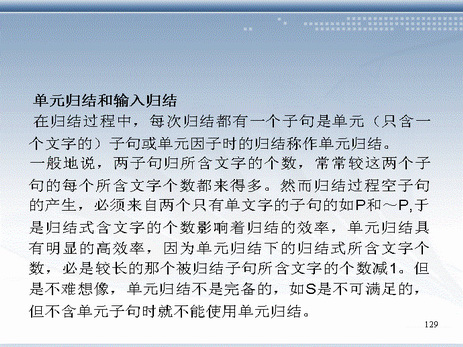 单元归结和输入归结
在归结过程中，每次归结都有一个子句是单元（只含一
个文字的）子句或单元因子时的归结称作单元归结。
一般地说，两子句归所含文字的个数，常常较这两个子
句的每个所含文字个数都来得多。然而归结过程空子句
的产生，必须来自两个只有单文字的子句的如P和～P,于
是归结式含文字的个数影响着归结的效率，单元归结具
有明显的高效率，因为单元归结下的归结式所含文字个
数，必是较长的那个被归结子句所含文字的个数减1。但
是不难想像，单元归结不是完备的，如S是不可满足的，
但不含单元子句时就不能使用单元归结。
129